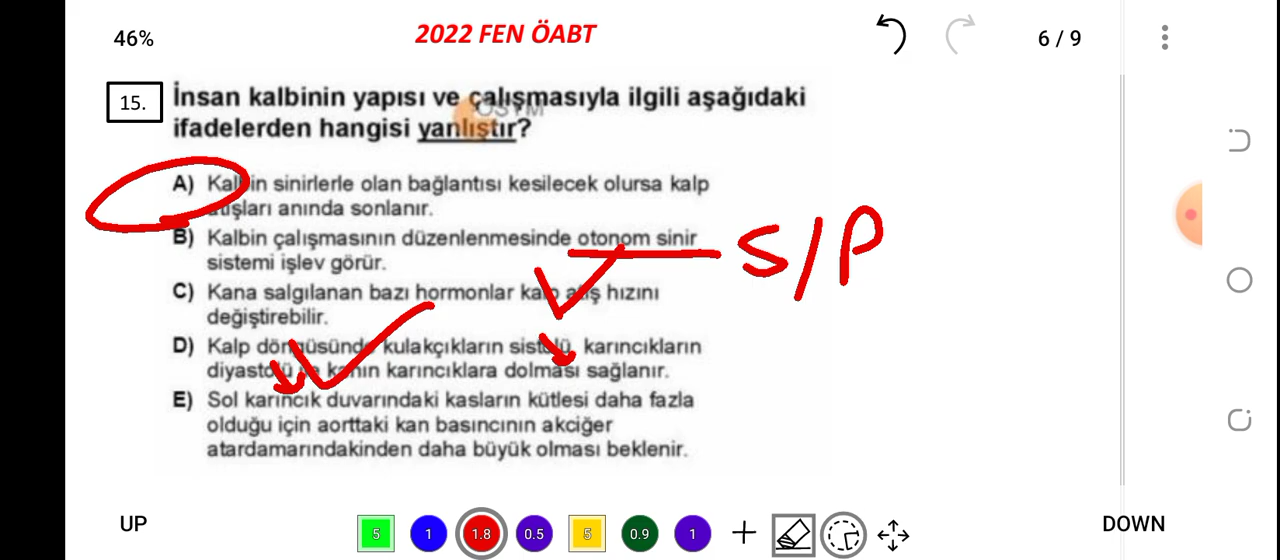 46%
2022 FEN ÖABT
6 / 9
15.
İnsan kalbinin yapısı ve çalışmasıyla ilgili aşağıdaki
ifadelerden hangisi yanlıştır?
ÖSYM
A) Kalbin sinirlerle olan bağlantısı kesilecek olursa kalp
atışları anında sonlanır.
B) Kalbin çalışmasının düzenlenmesinde otonom sinir
sistemi işlev görür.
S/P
C) Kana salgılanan bazı hormonlar kalp atış hızını
değiştirebilir.
D) Kalp döngüsünde kulakçıkların sistolü, karıncıkların
diyastolü ve kanın karıncıklara dolması sağlanır.
E) Sol karıncık duvarındaki kasların kütlesi daha fazla
olduğu için aorttaki kan basıncının akciğer
atardamarındakinden daha büyük olması beklenir.
UP
5
1
1.8
0.5
5
0.9
1
DOWN